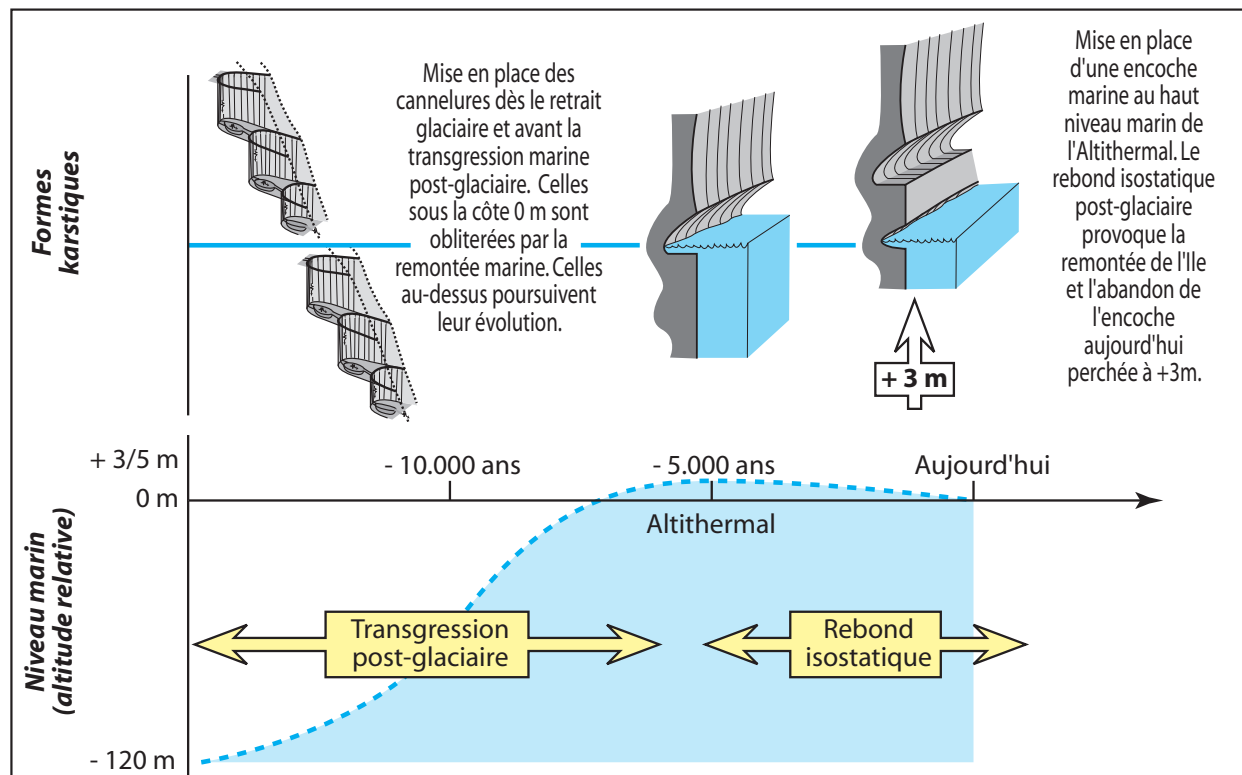 Formes
karstiques
Mise en place des
cannelures dès le retrait
glaciaire et avant la
transgression marine
post-glaciaire. Celles
sous la côte 0 m sont
obliterées par la
remontée marine. Celles
au-dessus poursuivent
leur évolution.
+ 3 m
Mise en place
d'une encoche
marine au haut
niveau marin de
l'Altithermal. Le
rebond isostatique
post-glaciaire
provoque la
remontée de l'Ile
et l'abandon de
l'encoche
aujourd'hui
perchée à +3m.
Niveau marin
(altitude relative)
+ 3/5 m
0 m
- 120 m
- 10.000 ans
- 5.000 ans
Aujourd'hui
Altithermal
Transgression
post-glaciaire
Rebond
isostatique